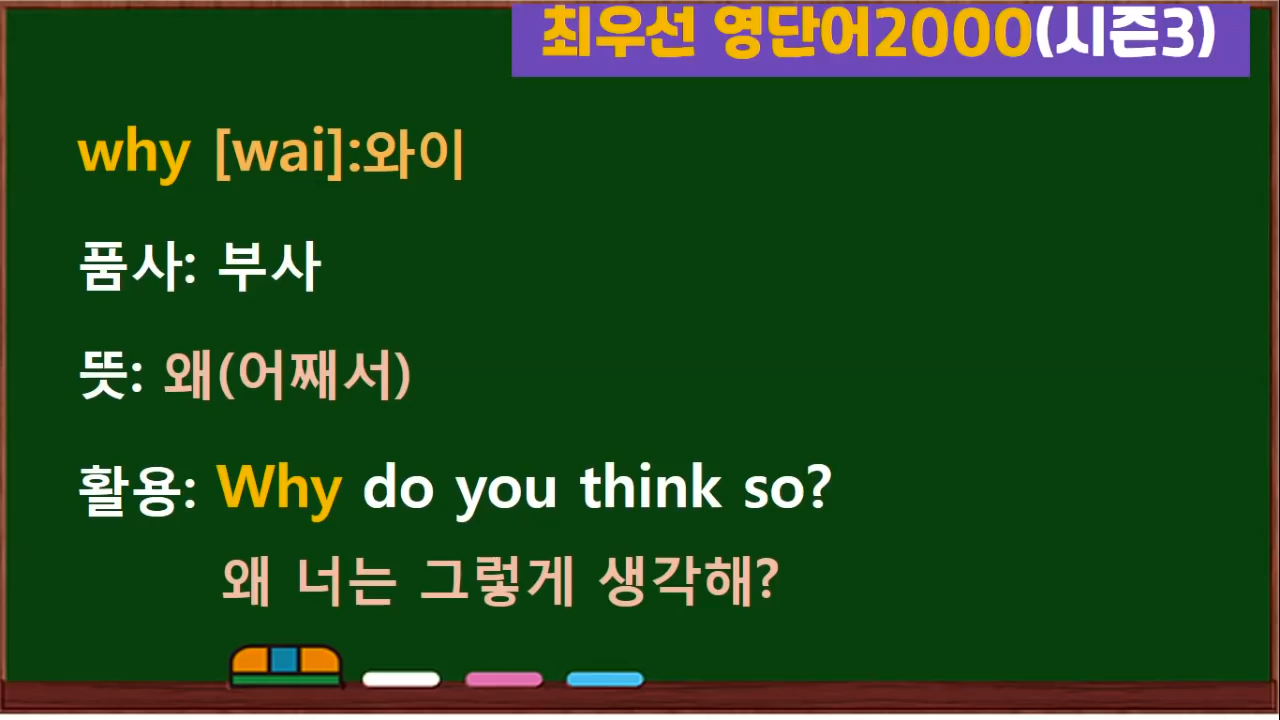 최우선 영단어2000(시즌3)
why [wai]:와이
품사: 부사
뜻: 왜(어째서)
활용: Why do you think so?
왜 너는 그렇게 생각해?